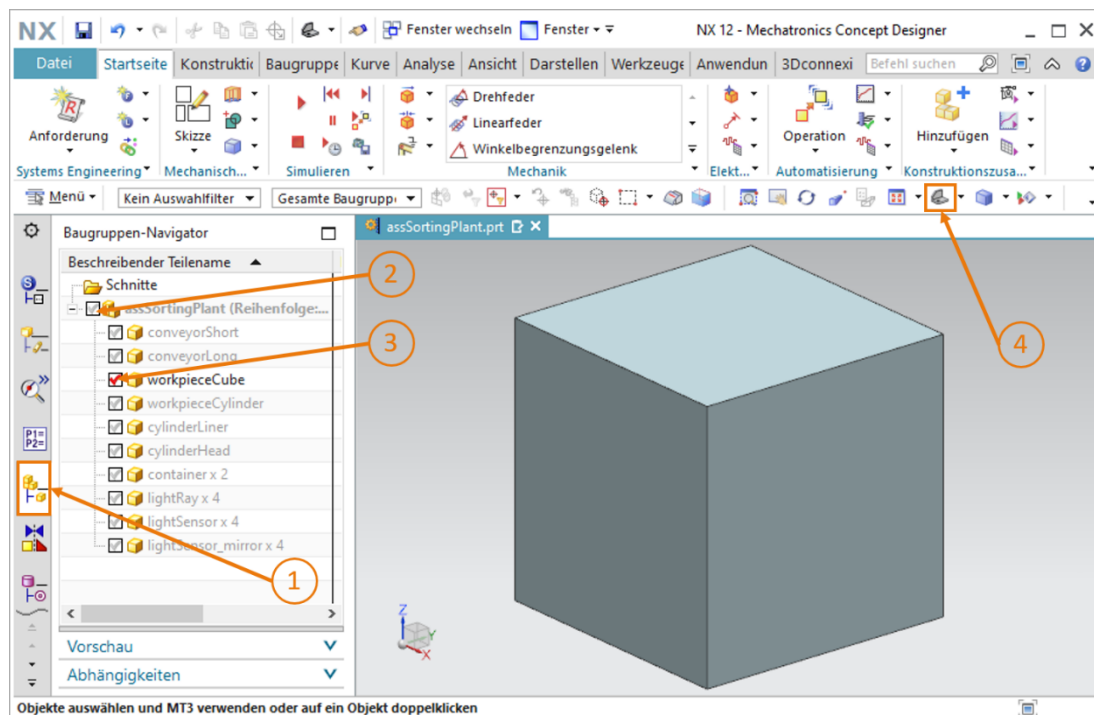 NX
Fenster wechseln
Fenster
NX 12 - Mechatronics Concept Designer
Datei
Startseite
Konstruktic
Baugruppe
Kurve
Analyse
Ansicht
Darstellen
Werkzeuge
Anwendun
3Dconnexi
Befehl suchen
Anforderung
Skizze
Drehfeder
Linearfeder
Winkelbegrenzungsgelenk
Operation
Hinzufügen
Systems Engineering
Mechanisch...
Simulieren
Mechanik
Elekt...
Automatisierung
Konstruktionszusa...
Menü
Kein Auswahlfilter
Gesamte Baugrupp
Baugruppen-Navigator
assSortingPlant.prt
Beschreibender Teilename
Schnitte
assSortingPlant (Reihenfolge:...
conveyorShort
conveyorLong
workpieceCube
workpieceCylinder
cylinderLiner
cylinderHead
container x 2
lightRay x 4
lightSensor x 4
lightSensor_mirror x 4
P1=
P2=
2
3
4
1
Z
Y
X
Vorschau
Abhängigkeiten
Objekte auswählen und MT3 verwenden oder auf ein Objekt doppelklicken